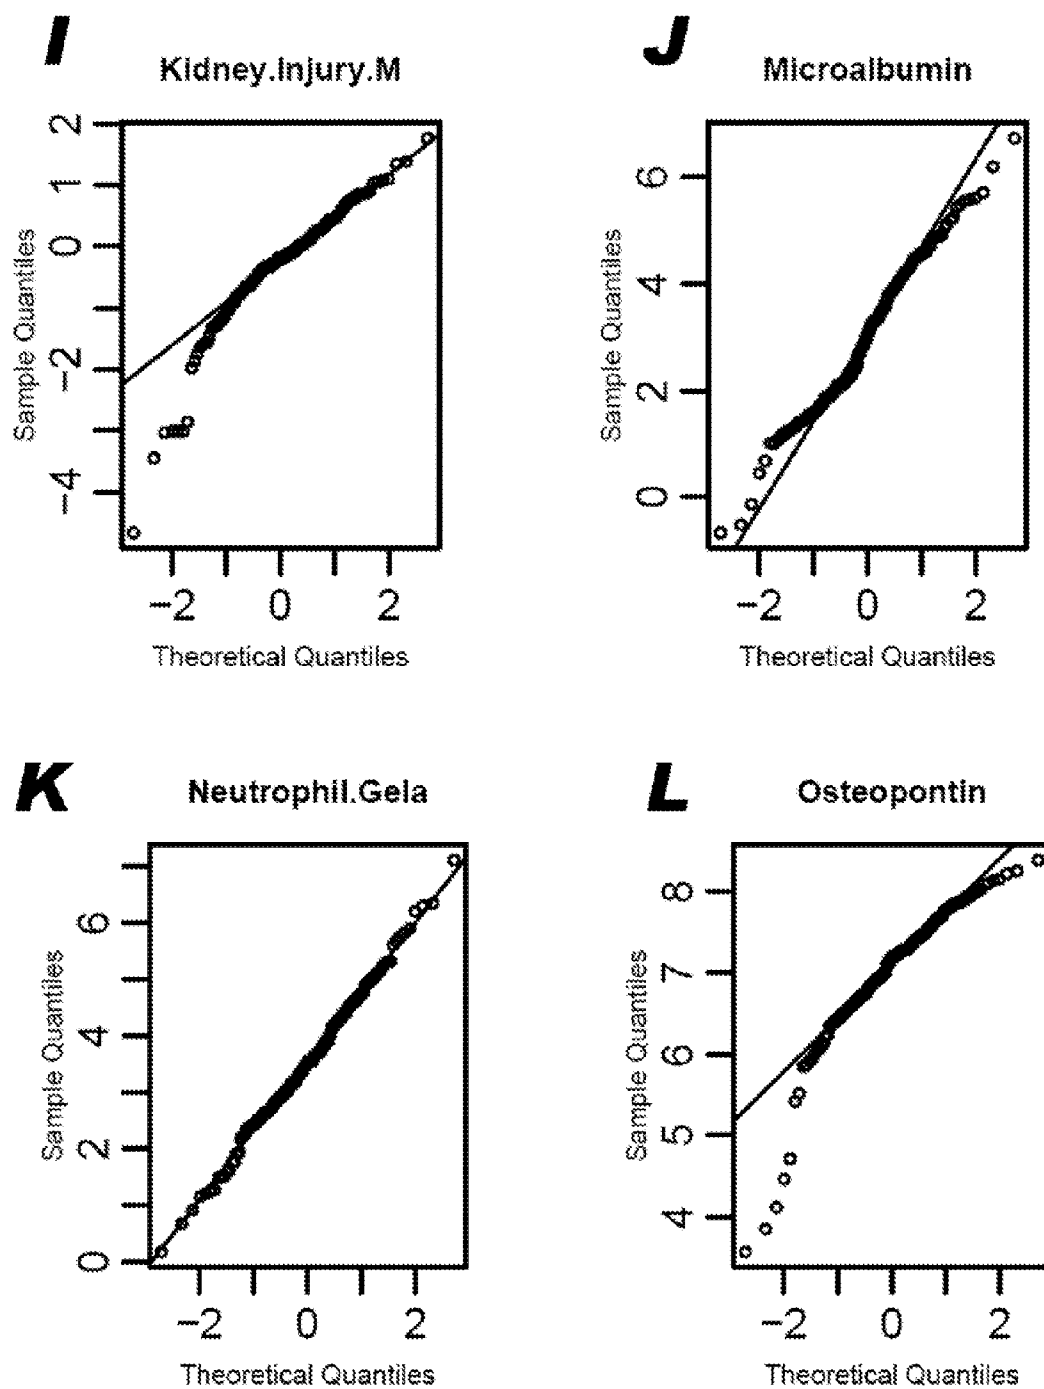 I
Kidney.Injury.M
Sample Quantiles
2
1
0
−2
−4
−2 0 2
Theoretical Quantiles
J
Microalbumin
Sample Quantiles
6
4
2
0
−2 0 2
Theoretical Quantiles
K
Neutrophil.Gela
Sample Quantiles
6
4
2
0
−2 0 2
Theoretical Quantiles
L
Osteopontin
Sample Quantiles
8
7
6
5
4
−2 0 2
Theoretical Quantiles